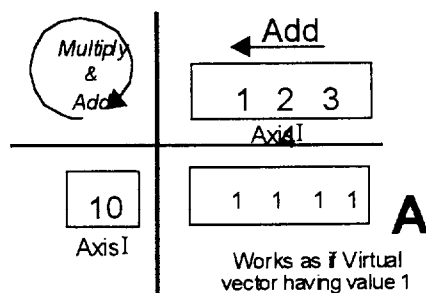 Multiply
&
Add
Add
1 2 3
AxisI
10
AxisI
1 1 1 1
A
Works as if Virtual
vector having value 1